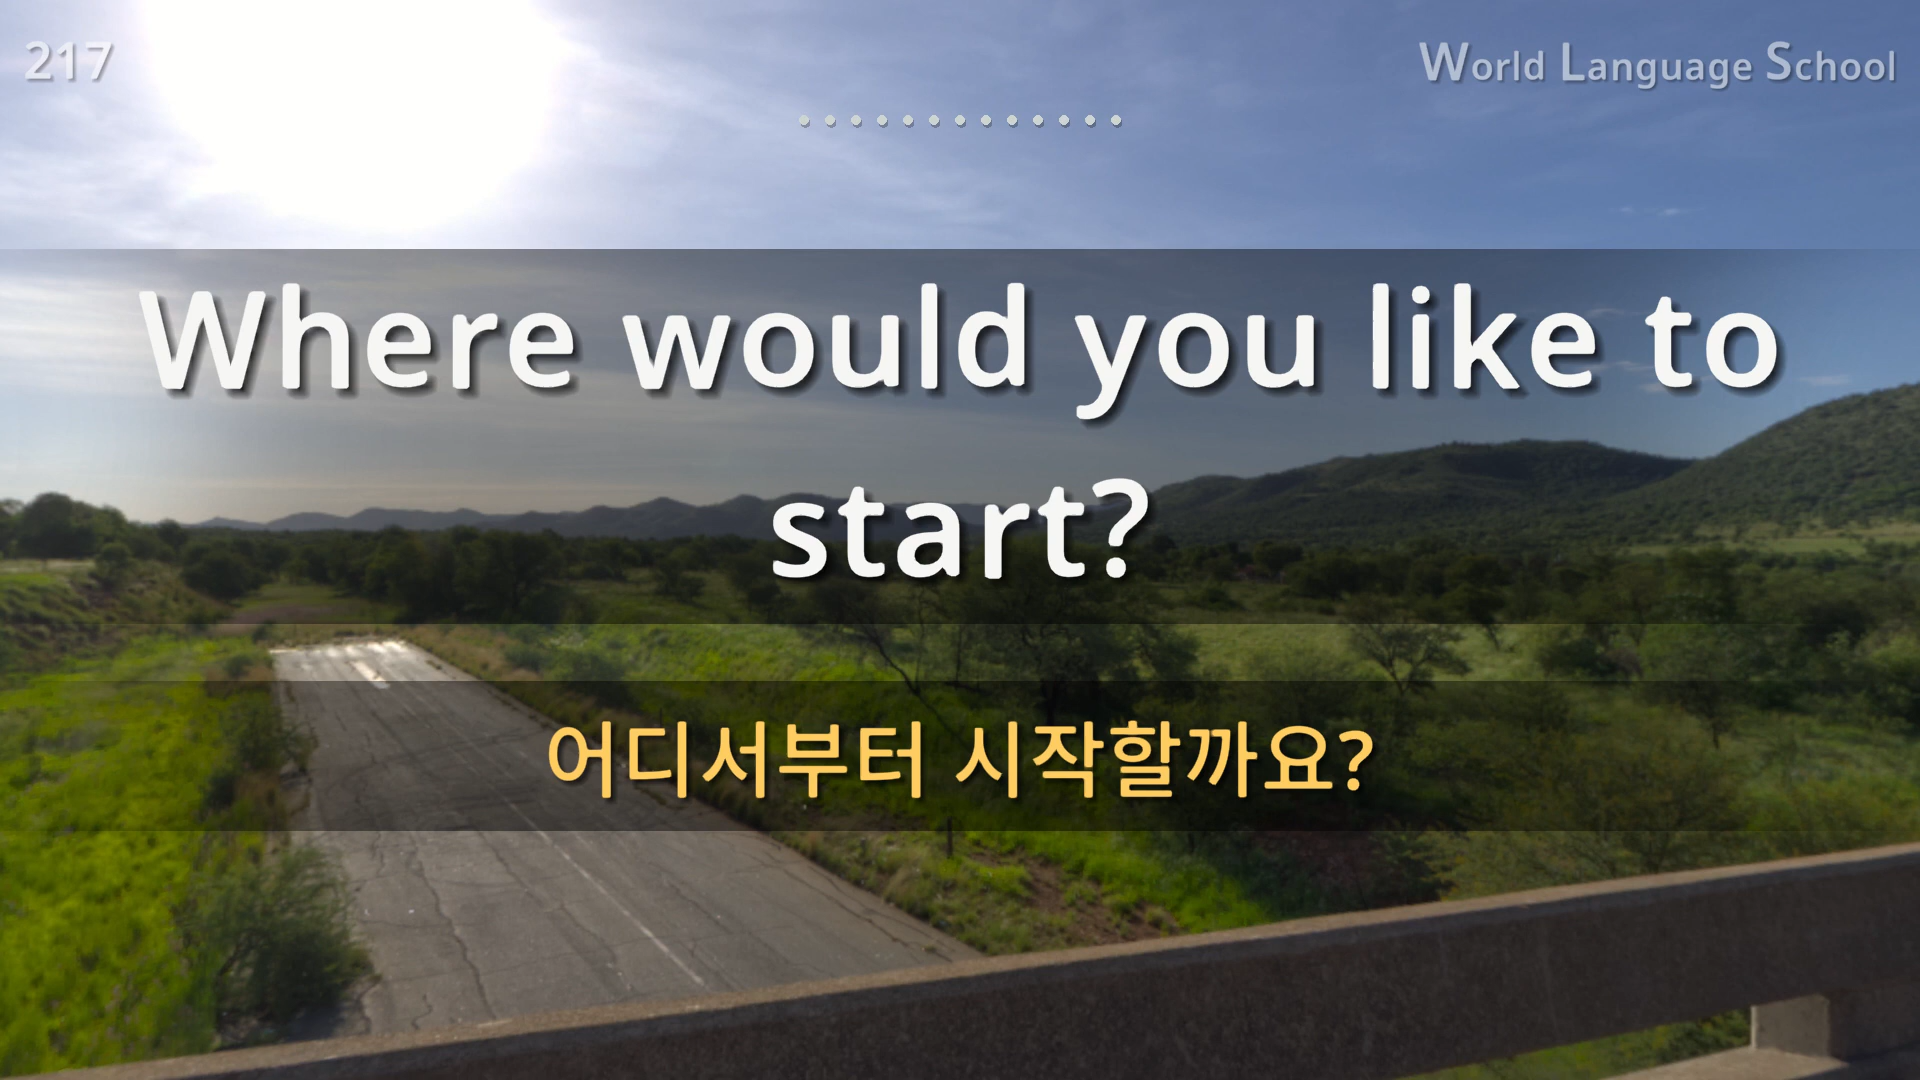 217
World Language School
Where would you like to
start?
어디서부터 시작할까요?